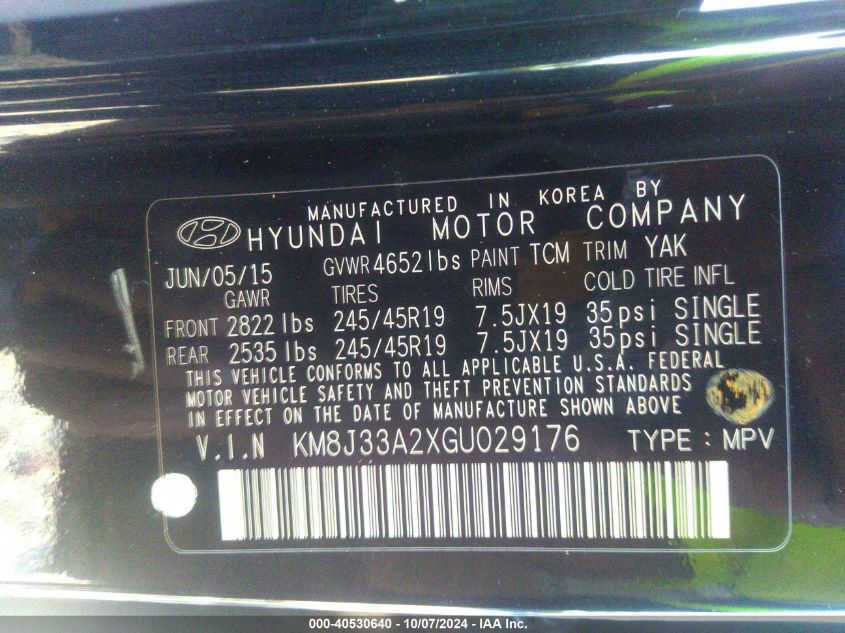 MANUFACTURED IN KOREA BY
HYUNDAI MOTOR COMPANY
JUN/05/15 GVWR 4652 lbs PAINT TCM TRIM YAK
GAWR TIRES RIMS COLD TIRE INFL
FRONT 2822 lbs 245/45R19 7.5JX19 35psi SINGLE
REAR 2535 lbs 245/45R19 7.5JX19 35psi SINGLE
THIS VEHICLE CONFORMS TO ALL APPLICABLE U.S.A. FEDERAL
MOTOR VEHICLE SAFETY AND THEFT PREVENTION STANDARDS
IN EFFECT ON THE DATE OF MANUFACTURE SHOWN ABOVE
V.I.N KM8J33A2XGU029176 TYPE : MPV
000-40530640 - 10/07/2024 - IAA Inc.